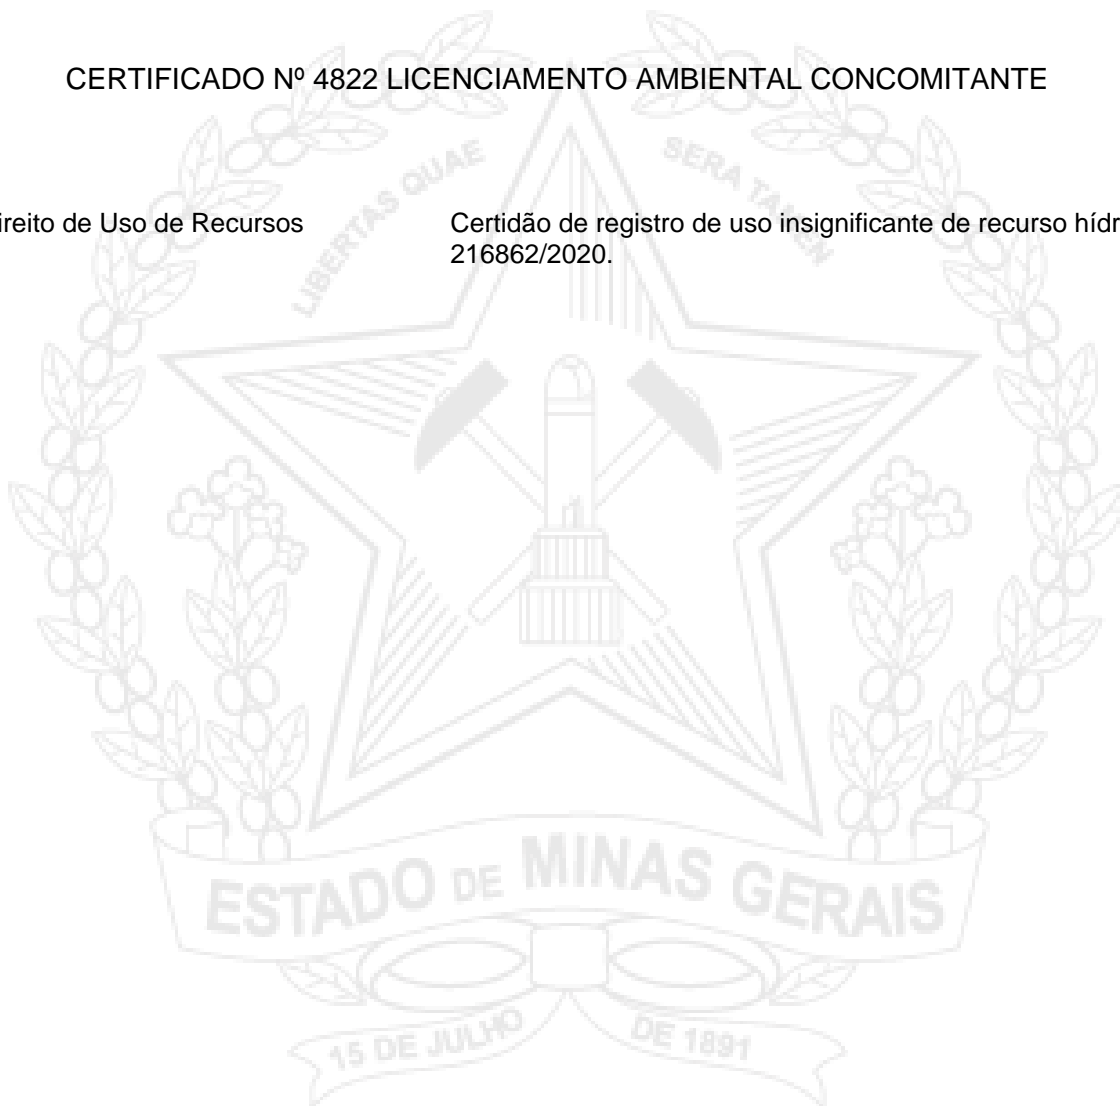 CERTIFICADO Nº 4822 LICENCIAMENTO AMBIENTAL CONCOMITANTE
ireito de Uso de Recursos
Certidão de registro de uso insignificante de recurso hídr
216862/2020.
LIBERTAS QUAE SERA TAMEN
ESTADO DE MINAS GERAIS
15 DE JULHO DE 1891